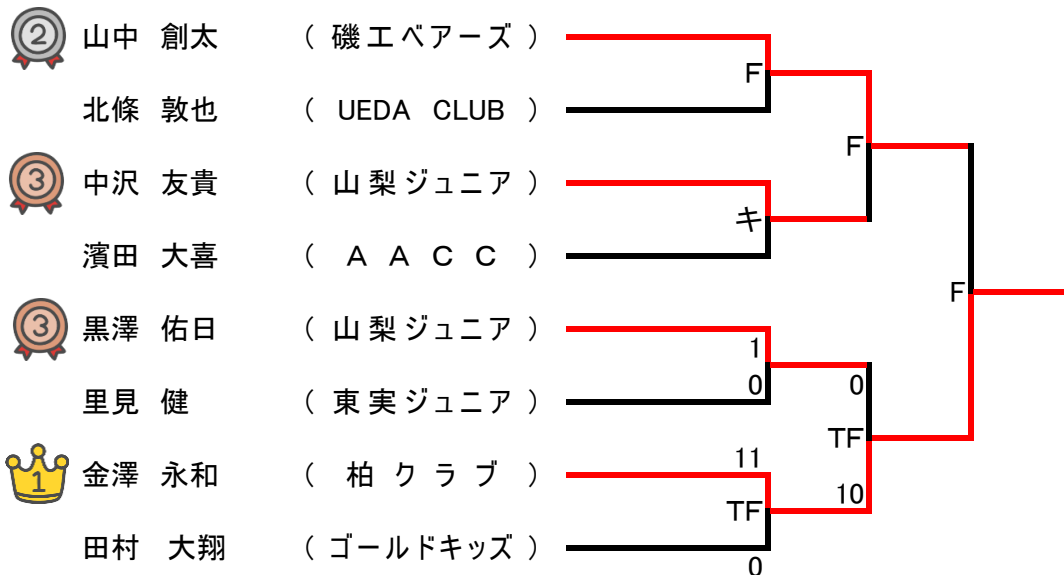 2 山中 創太 ( 磯エベアーズ )
F
北條 敦也 ( UEDA CLUB )
F
3 中沢 友貴 ( 山梨ジュニア )
キ
濱田 大喜 ( A A C C )
F
3 黒澤 佑日 ( 山梨ジュニア )
1
0 0
里見 健 ( 東実ジュニア )
TF
1 金澤 永和 ( 柏クラブ )
11
10
TF
田村 大翔 ( ゴールドキッズ )
0